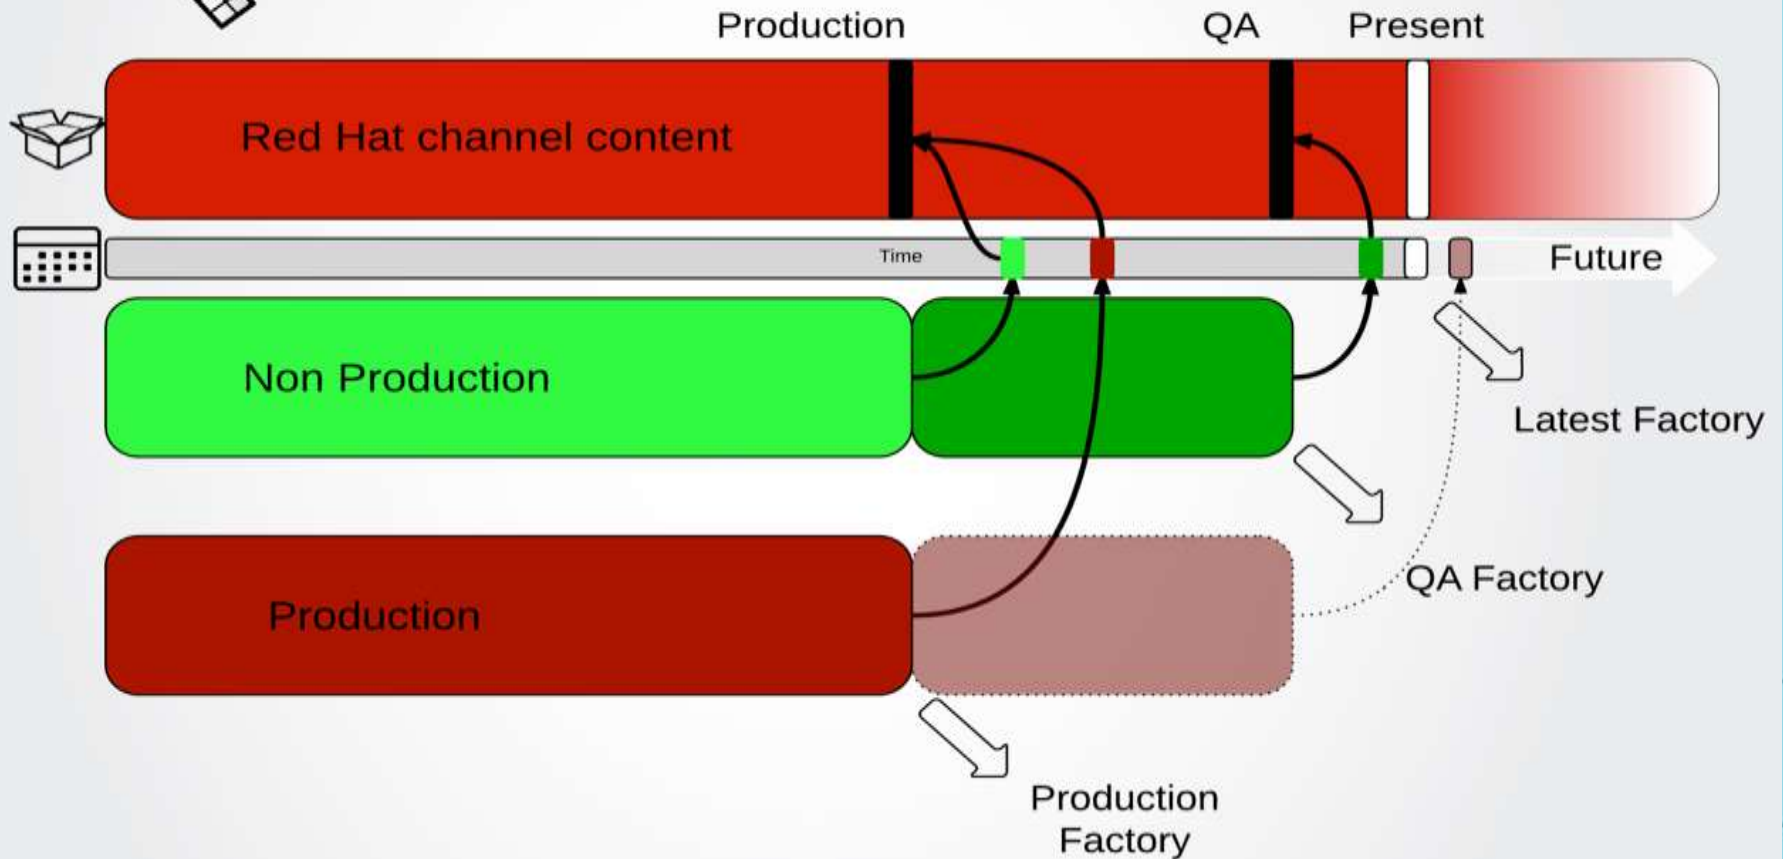 Production
QA
Present
Red Hat channel content
Time
Future
Non Production
Latest Factory
QA Factory
Production
Production
Factory